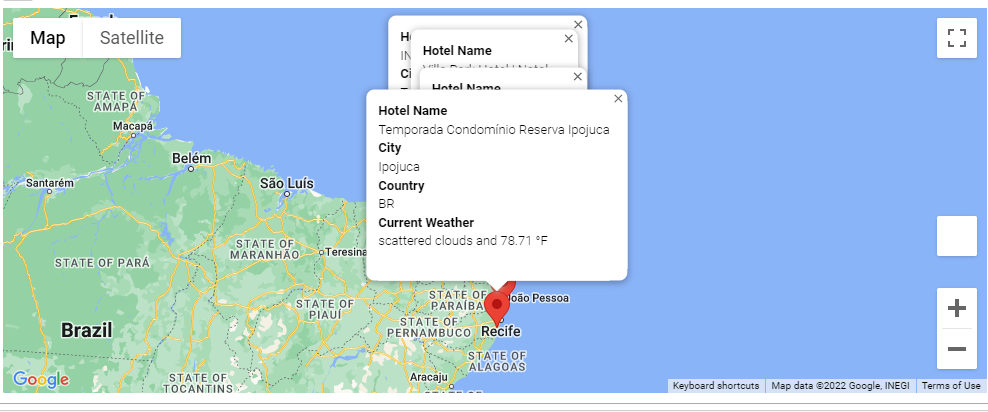 Map
Satellite
Hotel Name
Hotel Name
Hotel Name
Temporada Condomínio Reserva Ipojuca
City
Ipojuca
Country
BR
Current Weather
scattered clouds and 78.71 °F
STATE OF
AMAPÁ
Macapá
Belém
Santarém
São Luís
STATE OF
MARANHÃO
Teresina
STATE OF PARÁ
STATE OF
PARAÍBA
João Pessoa
STATE OF
PIAUÍ
STATE OF
PERNAMBUCO
Recife
Brazil
STATE OF
ALAGOAS
STATE OF
TOCANTINS
Aracaju
Google
Keyboard shortcuts
Map data ©2022 Google, INEGI
Terms of Use